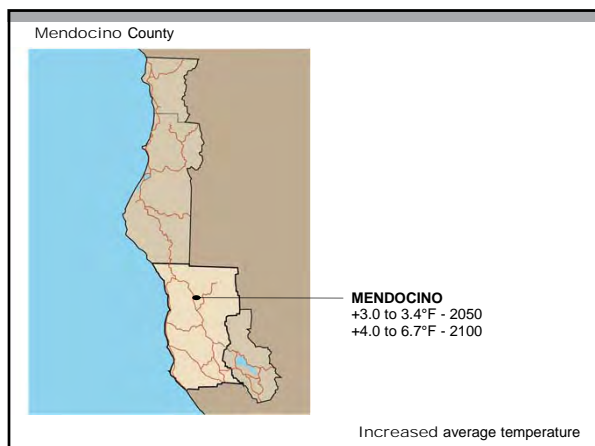 Mendocino County
MENDOCINO
+3.0 to 3.4°F - 2050
+4.0 to 6.7°F - 2100
Increased average temperature